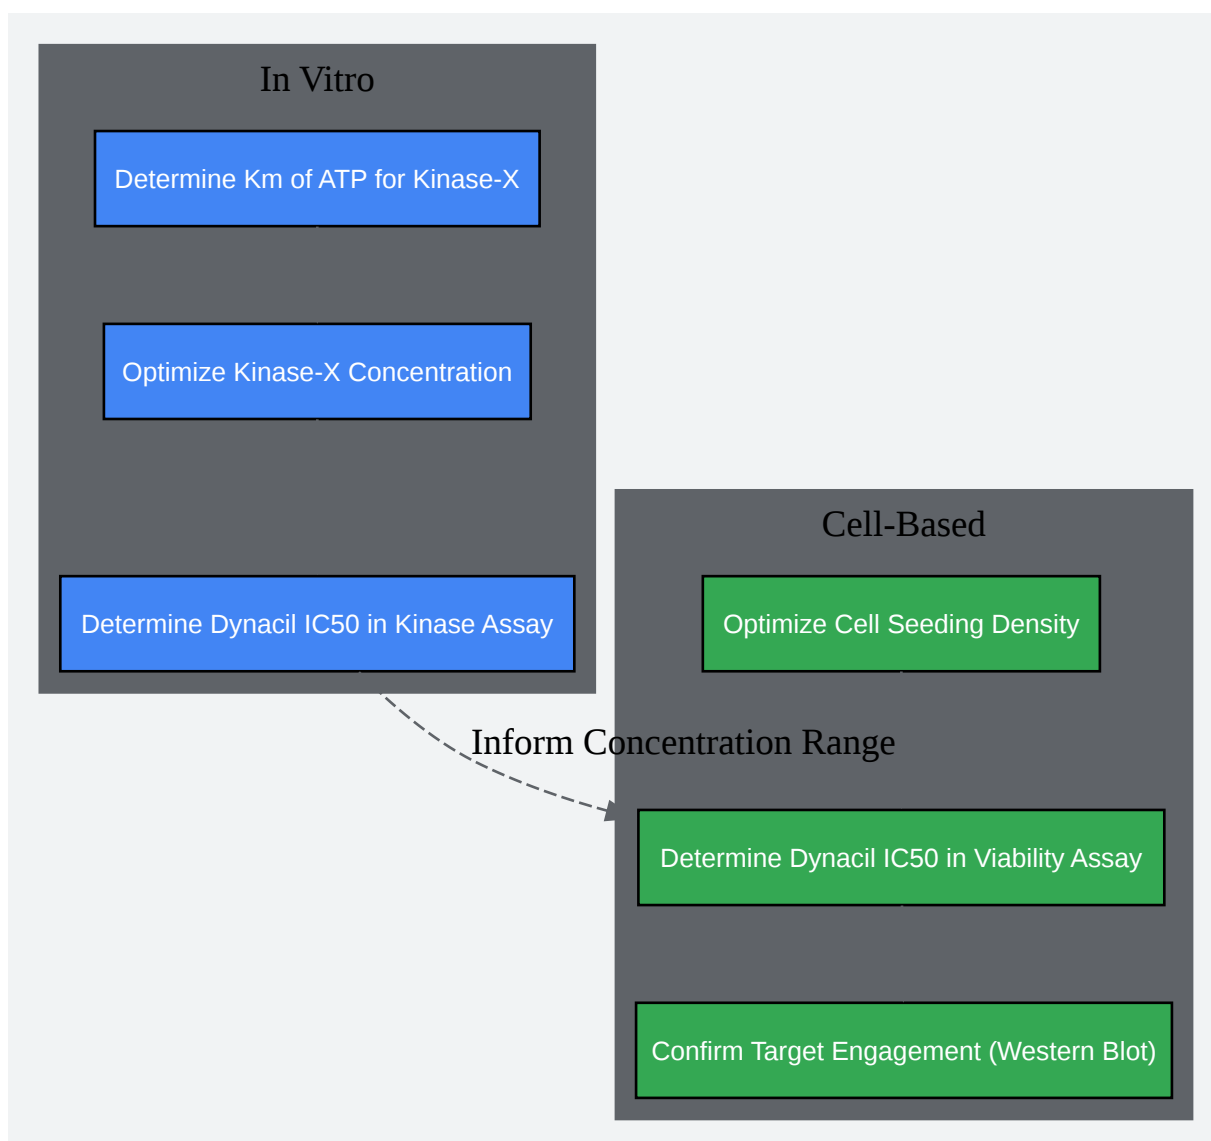 In Vitro
Determine Km of ATP for Kinase-X
Optimize Kinase-X Concentration
Determine Dynacil IC50 in Kinase Assay
Cell-Based
Optimize Cell Seeding Density
Inform Concentration Range
Determine Dynacil IC50 in Viability Assay
Confirm Target Engagement (Western Blot)